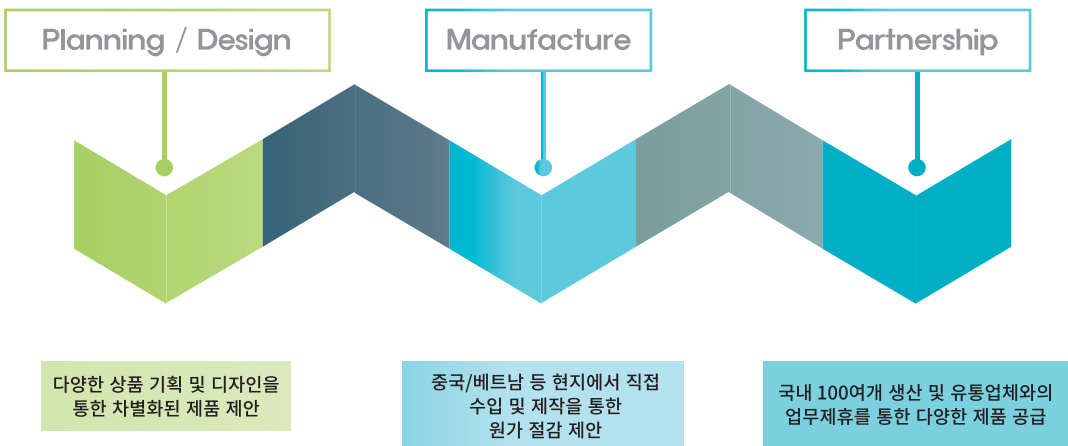 Planning / Design
Manufacture
Partnership
다양한 상품 기획 및 디자인을
통한 차별화된 제품 제안
중국/베트남 등 현지에서 직접
수입 및 제작을 통한
원가 절감 제안
국내 100여개 생산 및 유통업체와의
업무제휴를 통한 다양한 제품 공급